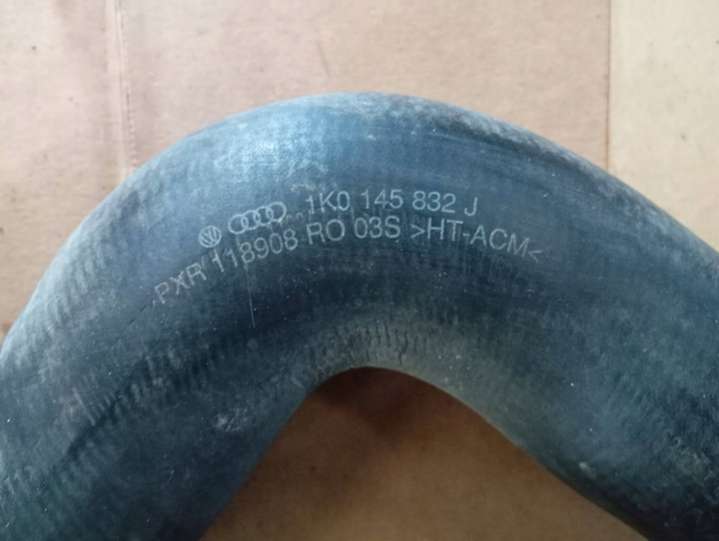 1K0 145 832 J
PXR 118908 RO 03S >HT-ACM<